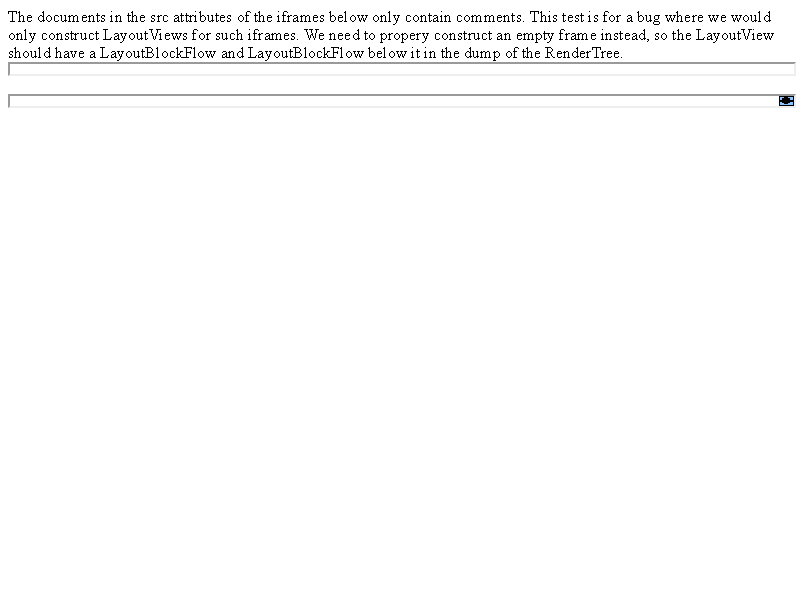 The documents in the src attributes of the iframes below only contain comments. This test is for a bug where we would
only construct LayoutViews for such iframes. We need to propery construct an empty frame instead, so the LayoutView
should have a LayoutBlockFlow and LayoutBlockFlow below it in the dump of the RenderTree.